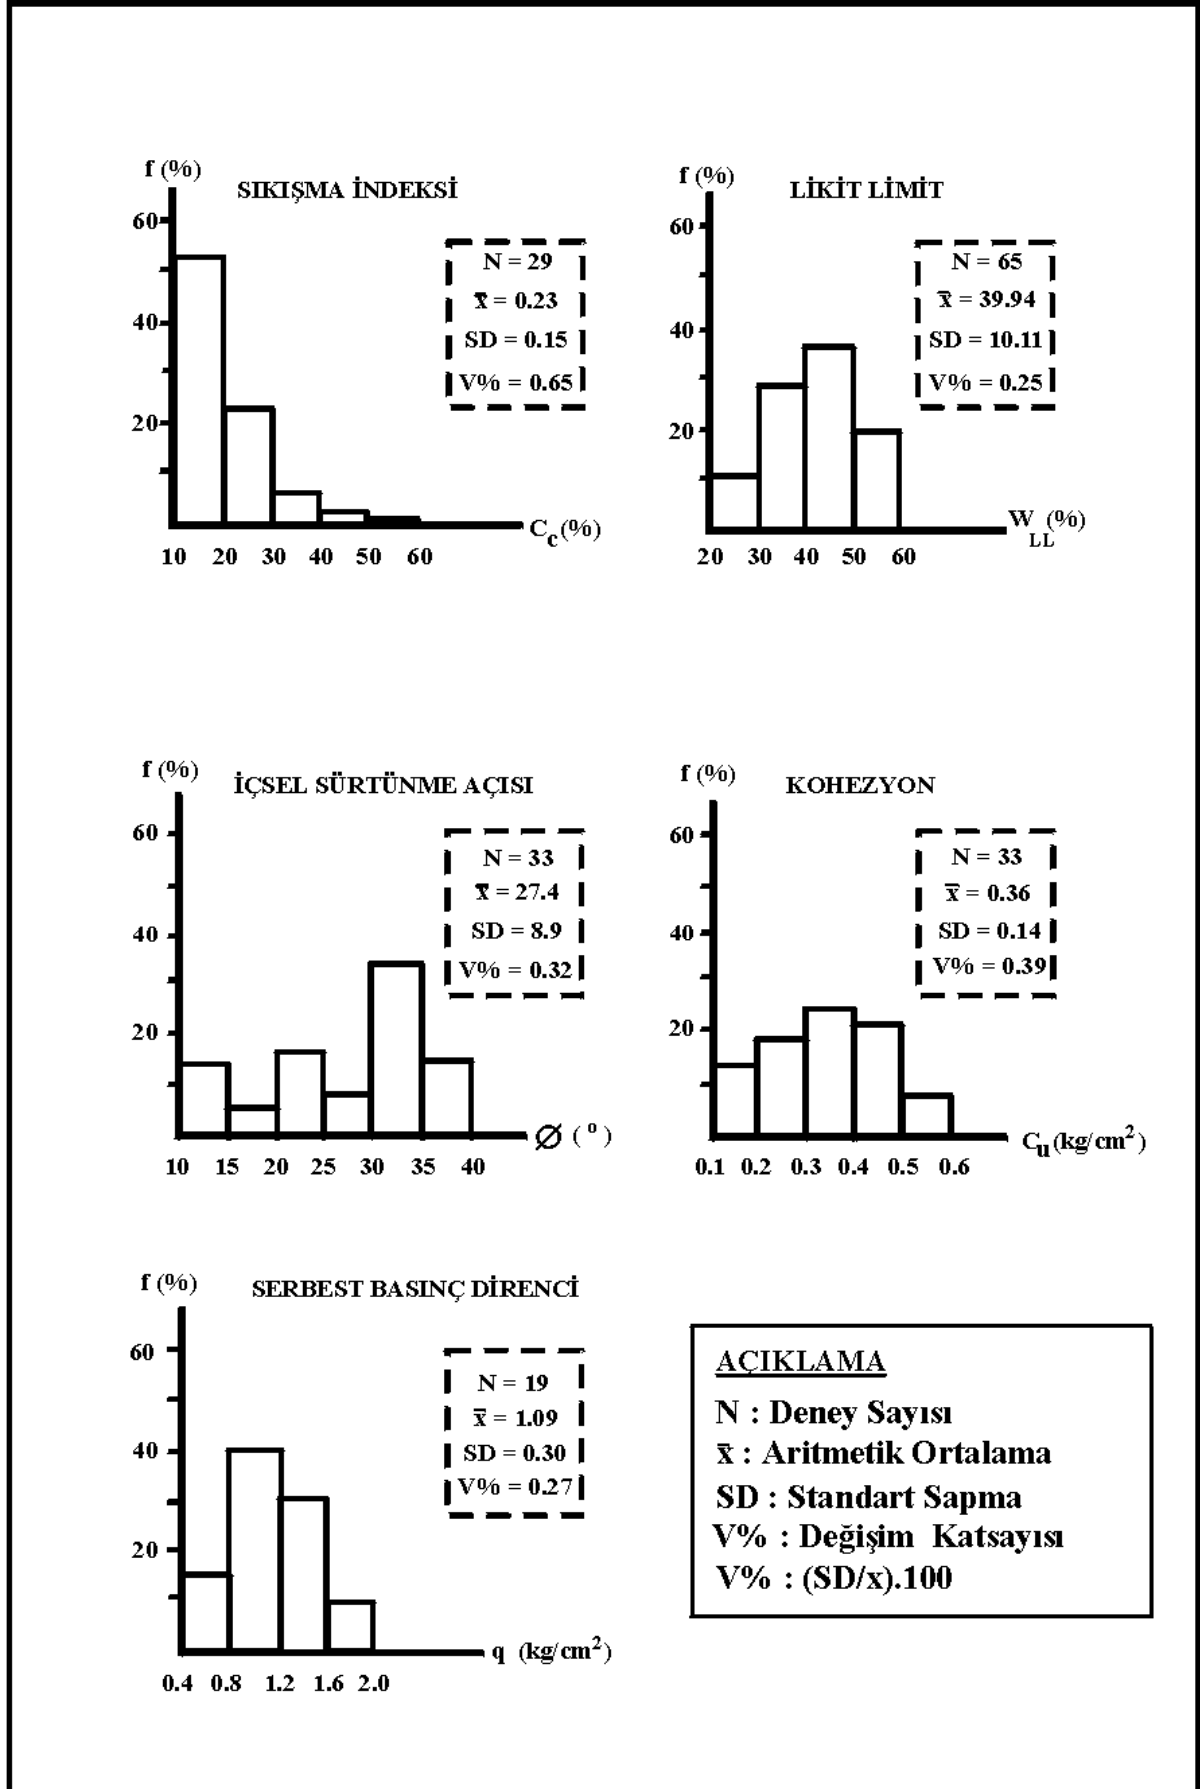 f (%)
SIKIŞMA İNDEKSİ
60
40
20
N = 29
x̄ = 0.23
SD = 0.15
V% = 0.65
Cc (%)
10 20 30 40 50 60
f (%)
LİKİT LİMİT
60
40
20
N = 65
x̄ = 39.94
SD = 10.11
V% = 0.25
W LL (%)
20 30 40 50 60
f (%)
İÇSEL SÜRTÜNME AÇISI
60
40
20
N = 33
x̄ = 27.4
SD = 8.9
V% = 0.32
Ø (°)
10 15 20 25 30 35 40
f (%)
KOHEZYON
60
40
20
N = 33
x̄ = 0.36
SD = 0.14
V% = 0.39
Cu (kg/cm²)
0.1 0.2 0.3 0.4 0.5 0.6
f (%)
SERBEST BASINÇ DİRENCİ
60
40
20
N = 19
x̄ = 1.09
SD = 0.30
V% = 0.27
q (kg/cm²)
0.4 0.8 1.2 1.6 2.0
AÇIKLAMA
N : Deney Sayısı
x̄ : Aritmetik Ortalama
SD : Standart Sapma
V% : Değişim Katsayısı
V% : (SD/x).100